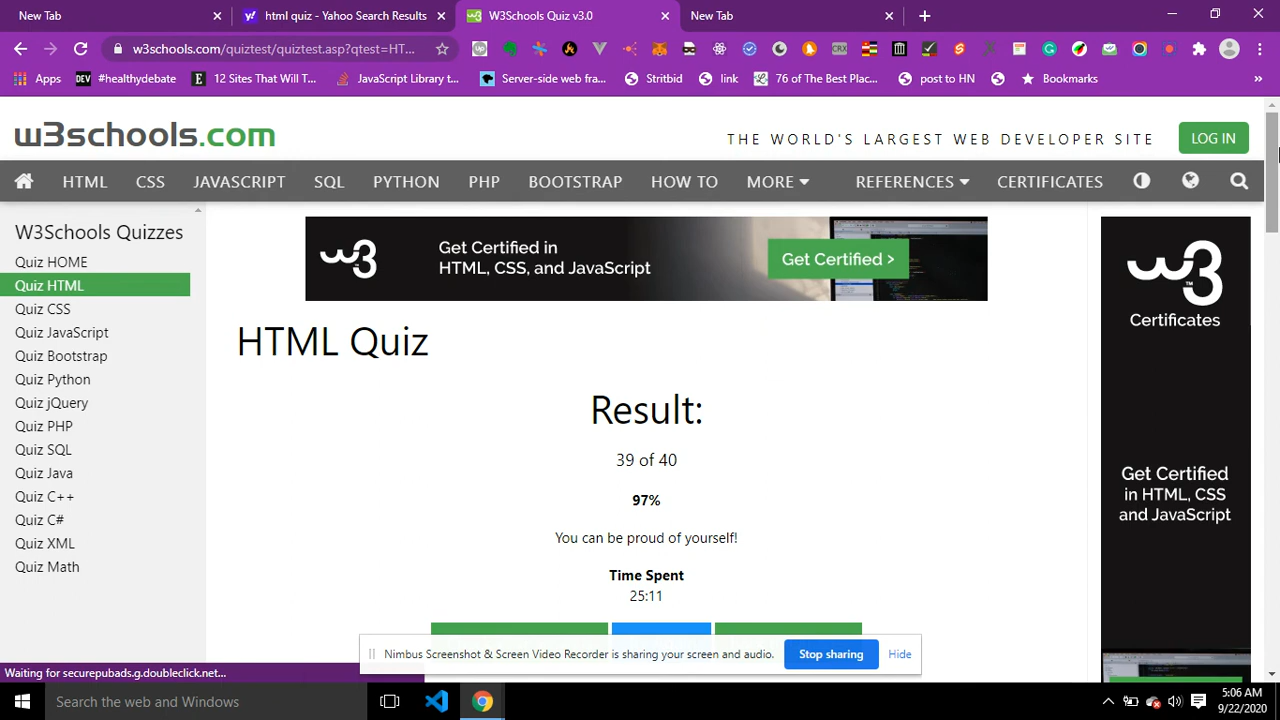 New Tab
html quiz - Yahoo Search Results
W3Schools Quiz v3.0
New Tab
w3schools.com/quiztest/quiztest.asp?qtest=HT...
Apps
#healthydebate
12 Sites That Will T...
JavaScript Library t...
Server-side web fra...
Stritbid
link
76 of The Best Plac...
post to HN
Bookmarks
w3schools.com
THE WORLD'S LARGEST WEB DEVELOPER SITE
LOG IN
HTML CSS JAVASCRIPT SQL PYTHON PHP BOOTSTRAP HOW TO MORE REFERENCES CERTIFICATES
W3Schools Quizzes
Quiz HOME
Quiz HTML
Quiz CSS
Quiz JavaScript
Quiz Bootstrap
Quiz Python
Quiz jQuery
Quiz PHP
Quiz SQL
Quiz Java
Quiz C++
Quiz C#
Quiz XML
Quiz Math
w3
Get Certified in
HTML, CSS, and JavaScript
Get Certified >
HTML Quiz
Result:
39 of 40
97%
You can be proud of yourself!
Time Spent
25:11
w3
Certificates
Get Certified
in HTML, CSS
and JavaScript
Nimbus Screenshot & Screen Video Recorder is sharing your screen and audio.
Stop sharing
Hide
Waiting for securepubads.g.doubleclick.net...
Search the web and Windows
5:06 AM
9/22/2020